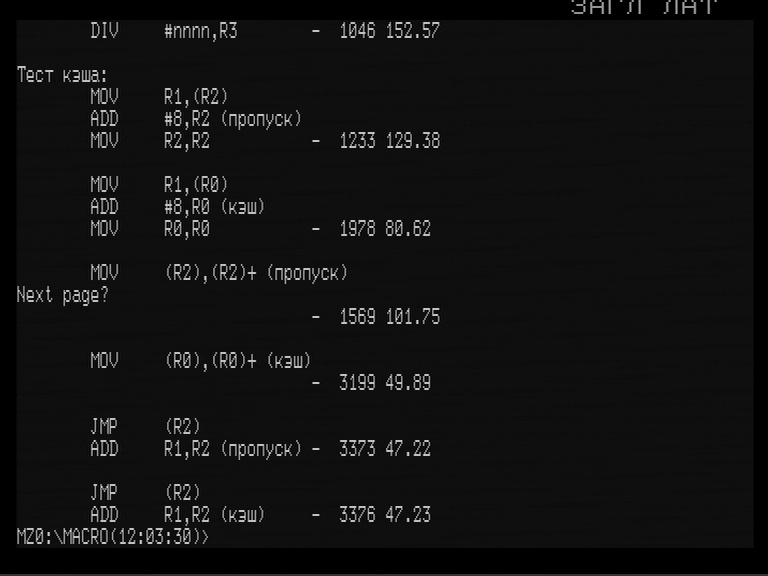 ЗАГЛ ЛАТ
DIV #nnnn,R3 - 1046 152.57
Тест кэша:
MOV R1,(R2)
ADD #8,R2 (пропуск)
MOV R2,R2 - 1233 129.38
MOV R1,(R0)
ADD #8,R0 (кэш)
MOV R0,R0 - 1978 80.62
MOV (R2),(R2)+ (пропуск)
Next page?
- 1569 101.75
MOV (R0),(R0)+ (кэш)
- 3199 49.89
JMP (R2)
ADD R1,R2 (пропуск) - 3373 47.22
JMP (R2)
ADD R1,R2 (кэш) - 3376 47.23
MZ0:\MACRO(12:03:30)>